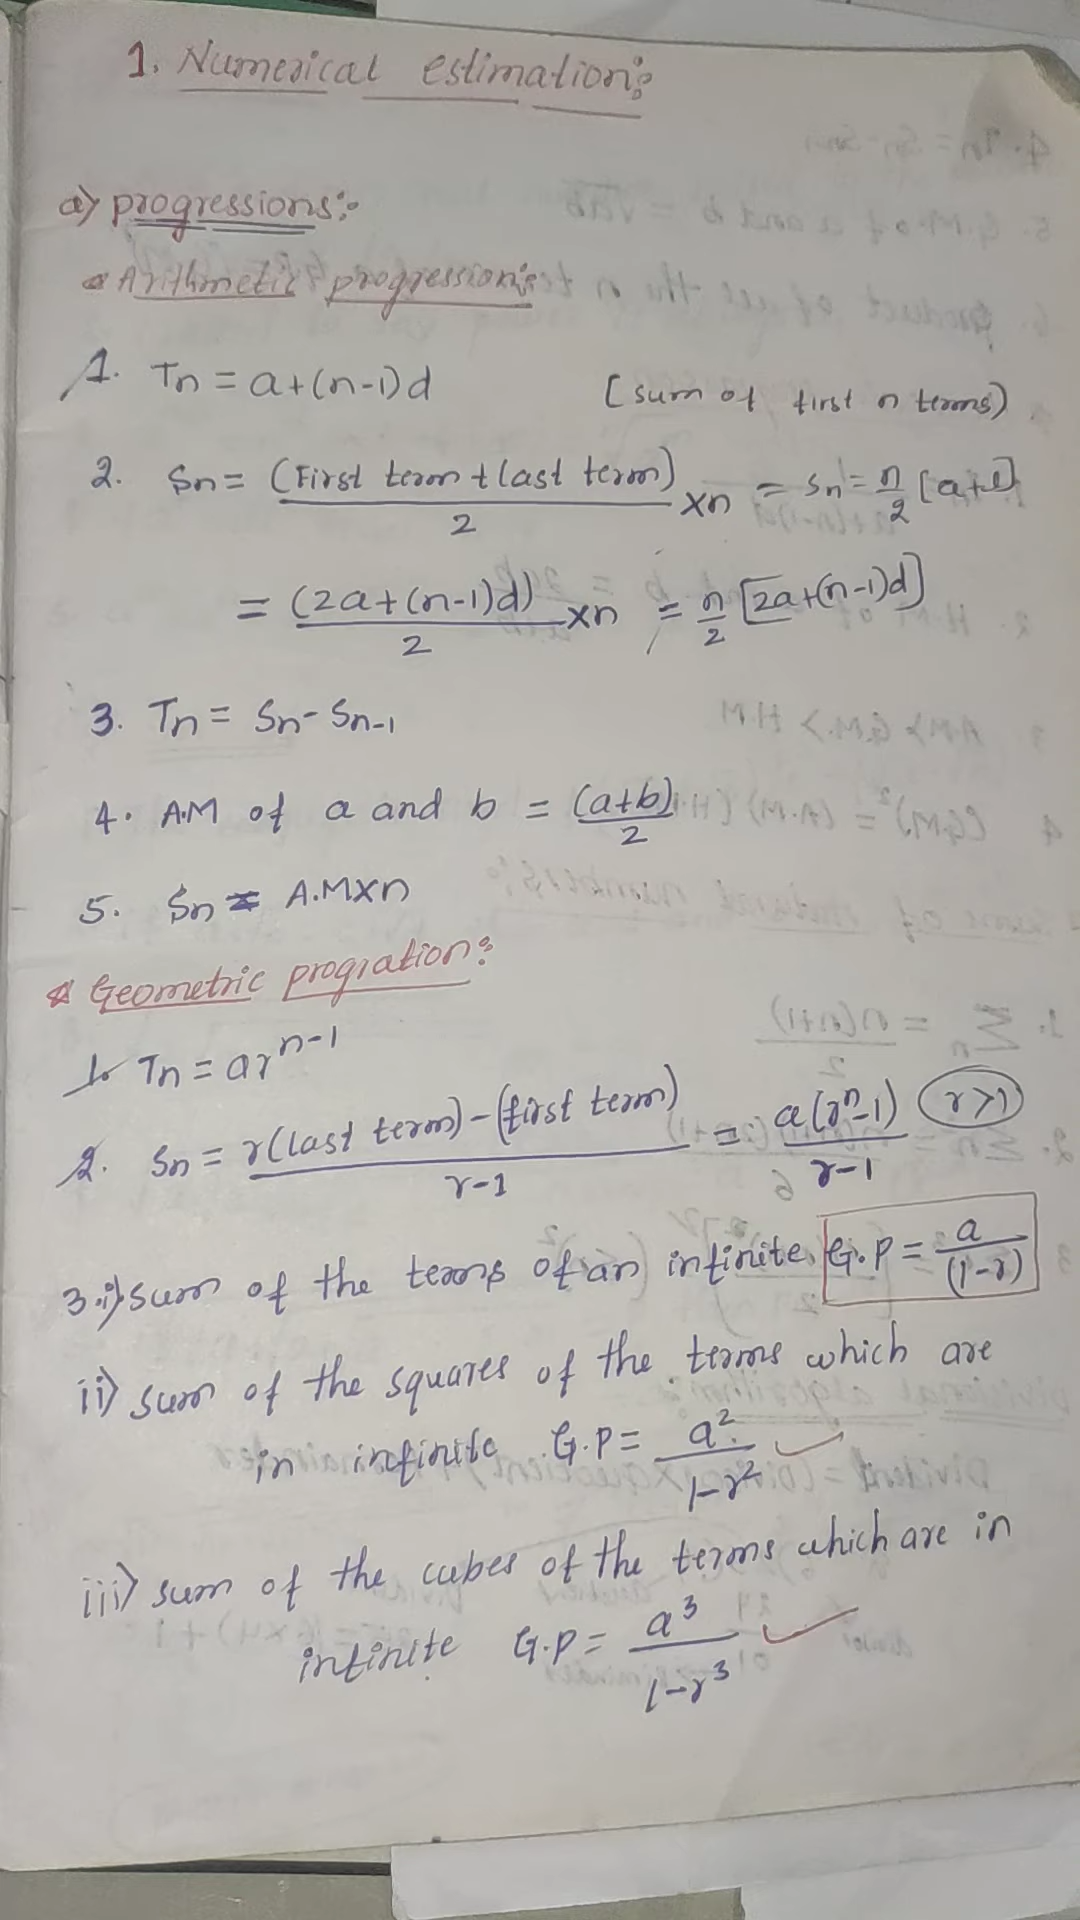 1. Numerical estimation:
a) progressions:
Arithmetic progression:
1. Tn = a+(n-1)d [sum of first n terms)
2. Sn = (First term + last term)/2 xn = Sn = n/2 [a+l]
= (2a+(n-1)d)/2 xn = n/2 [2a+(n-1)d]
3. Tn = Sn - Sn-1
4. A.M of a and b = (a+b)/2
5. Sn = A.M x n
Geometric progration:
1. Tn = ar^n-1
2. Sn = r(last term)-(first term)/r-1 = a(r^n-1)/r-1 r>1
3.i) sum of the terms of an infinite G.P = a/(1-r)
ii) sum of the squares of the terms which are
in infinite G.P = a²/1-r²
iii) sum of the cubes of the terms which are in
infinite G.P = a³/1-r³